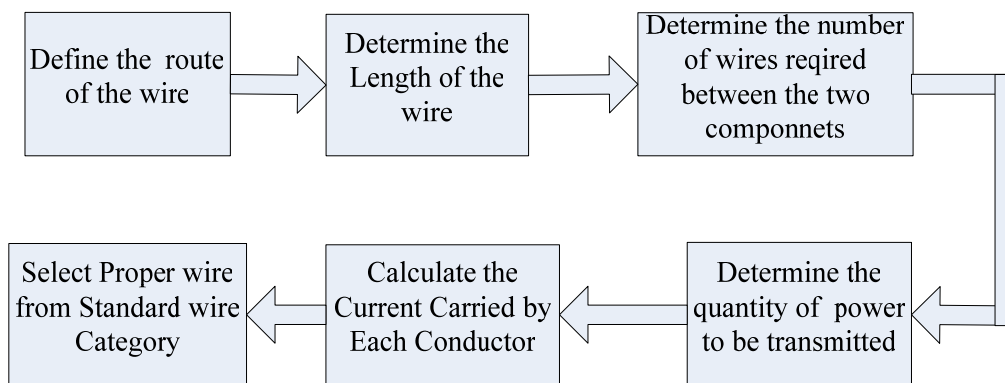 Define the route
of the wire
Determine the
Length of the
wire
Determine the number
of wires reqired
between the two
componnets
Determine the
quantity of power
to be transmitted
Calculate the
Current Carried by
Each Conductor
Select Proper wire
from Standard wire
Category